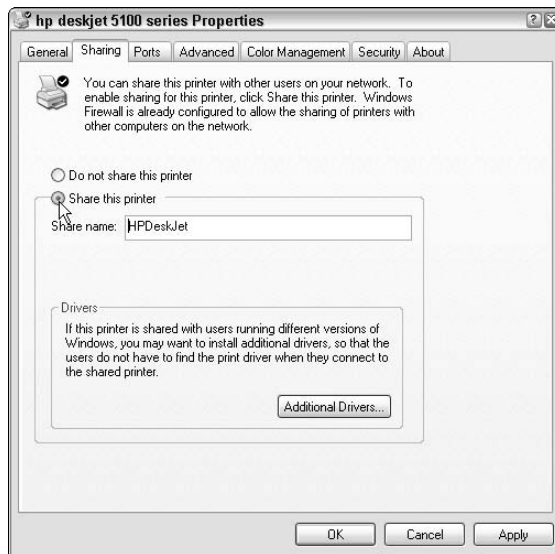 hp deskjet 5100 series Properties
General Sharing Ports Advanced Color Management Security About
You can share this printer with other users on your network. To
enable sharing for this printer, click Share this printer. Windows
Firewall is already configured to allow the sharing of printers with
other computers on the network.
Do not share this printer
Share this printer
Share name: HPDeskJet
Drivers
If this printer is shared with users running different versions of
Windows, you may want to install additional drivers, so that the
users do not have to find the print driver when they connect to
the shared printer.
Additional Drivers...
OK Cancel Apply